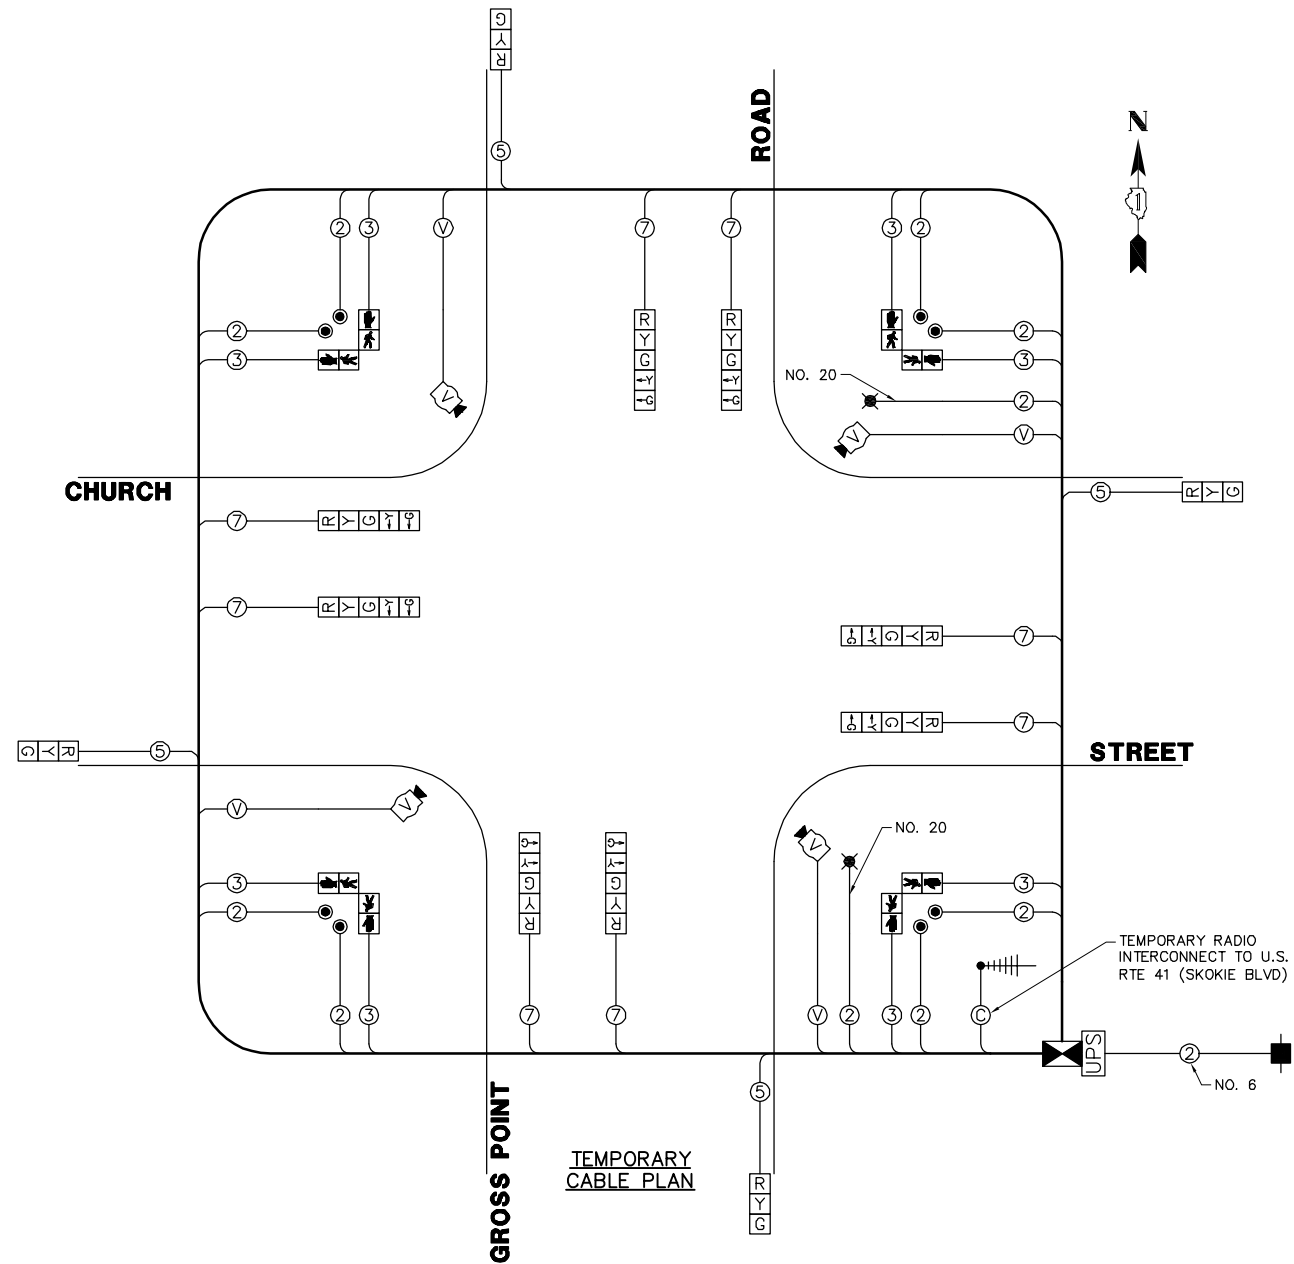 G
Y
R
N
ROAD
1
5
2
3
V
7
7
3
2
R
Y
G
←Y
←G
R
Y
G
←Y
←G
2
3
2
3
NO. 20
2
V
V
V
CHURCH
5
R Y G
7
R Y G ←Y ←G
7
R Y G ←Y ←G
←G ←Y G Y R
7
←G ←Y G Y R
7
G Y R
5
STREET
V
V
V
NO. 20
←G
←Y
G
Y
R
←G
←Y
G
Y
R
3
2
3
2
TEMPORARY RADIO
INTERCONNECT TO U.S.
RTE 41 (SKOKIE BLVD)
2
3
7
7
V
2
3
2
C
UPS
2
NO. 6
5
GROSS POINT
TEMPORARY
CABLE PLAN
R
Y
G